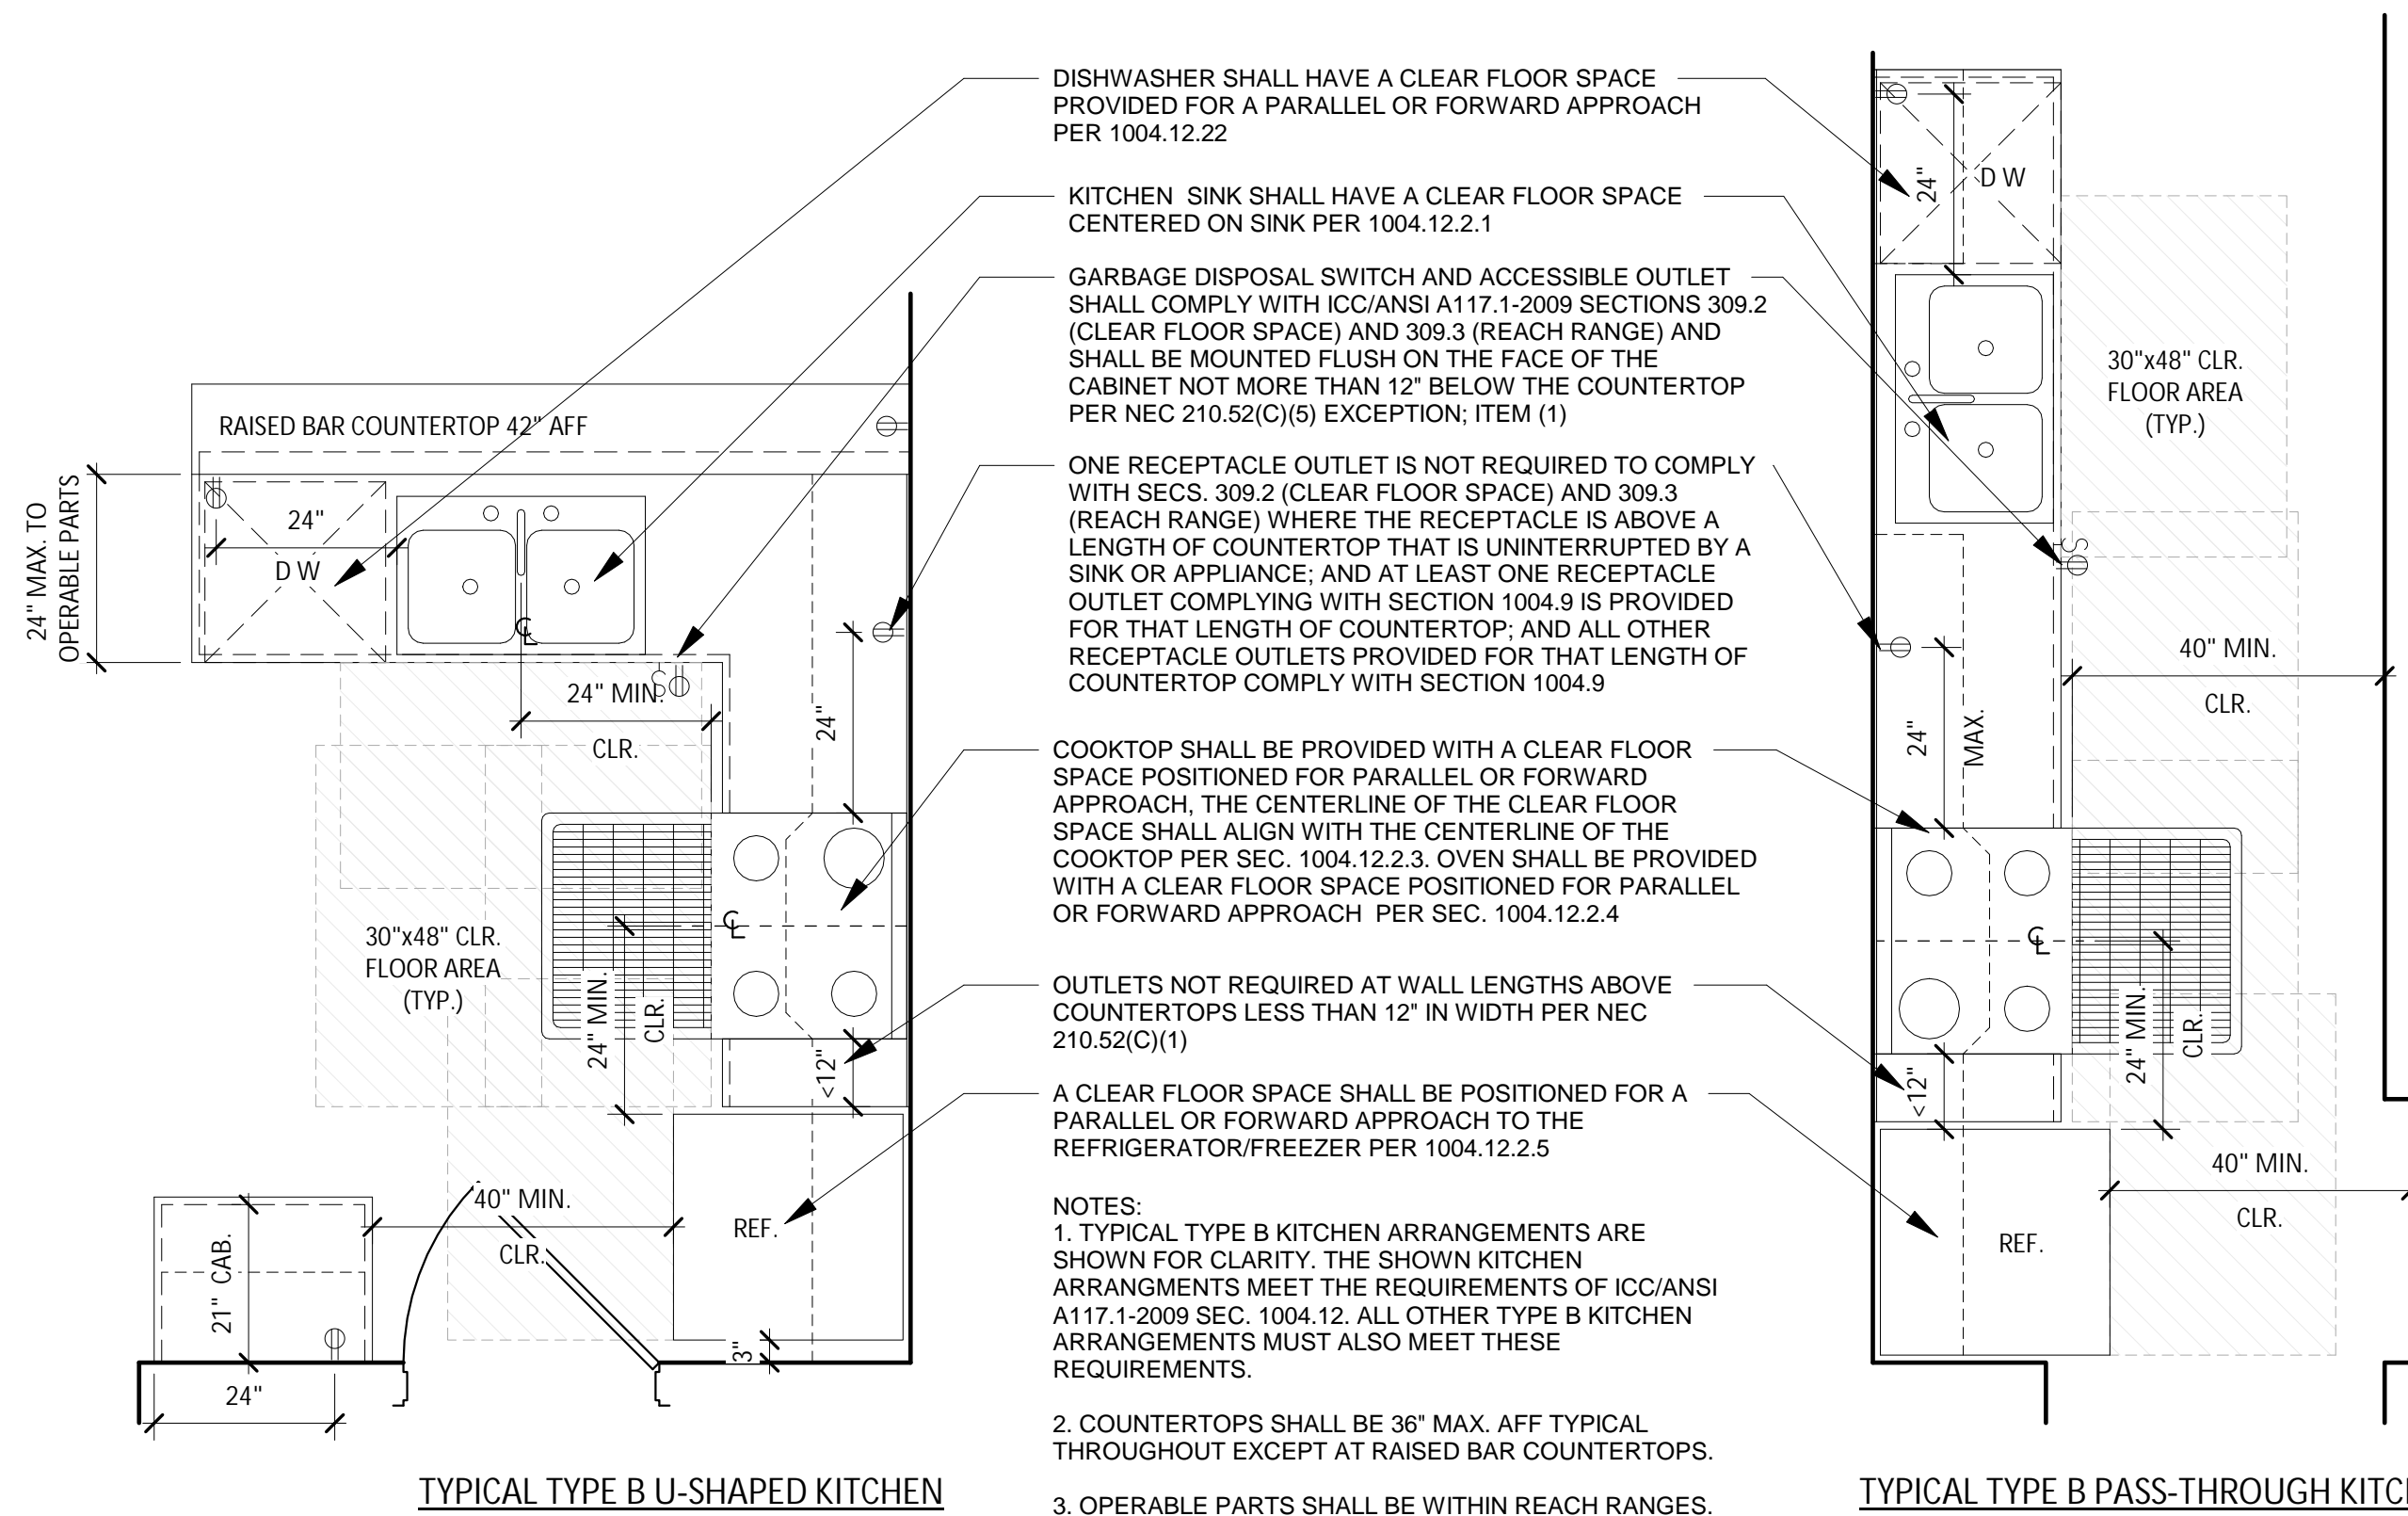 DISHWASHER SHALL HAVE A CLEAR FLOOR SPACE
PROVIDED FOR A PARALLEL OR FORWARD APPROACH
PER 1004.12.22
KITCHEN SINK SHALL HAVE A CLEAR FLOOR SPACE
CENTERED ON SINK PER 1004.12.2.1
GARBAGE DISPOSAL SWITCH AND ACCESSIBLE OUTLET
SHALL COMPLY WITH ICC/ANSI A117.1-2009 SECTIONS 309.2
(CLEAR FLOOR SPACE) AND 309.3 (REACH RANGE) AND
SHALL BE MOUNTED FLUSH ON THE FACE OF THE
CABINET NOT MORE THAN 12" BELOW THE COUNTERTOP
PER NEC 210.52(C)(5) EXCEPTION; ITEM (1)
ONE RECEPTACLE OUTLET IS NOT REQUIRED TO COMPLY
WITH SECS. 309.2 (CLEAR FLOOR SPACE) AND 309.3
(REACH RANGE) WHERE THE RECEPTACLE IS ABOVE A
LENGTH OF COUNTERTOP THAT IS UNINTERRUPTED BY A
SINK OR APPLIANCE; AND AT LEAST ONE RECEPTACLE
OUTLET COMPLYING WITH SECTION 1004.9 IS PROVIDED
FOR THAT LENGTH OF COUNTERTOP; AND ALL OTHER
RECEPTACLE OUTLETS PROVIDED FOR THAT LENGTH OF
COUNTERTOP COMPLY WITH SECTION 1004.9
COOKTOP SHALL BE PROVIDED WITH A CLEAR FLOOR
SPACE POSITIONED FOR PARALLEL OR FORWARD
APPROACH, THE CENTERLINE OF THE CLEAR FLOOR
SPACE SHALL ALIGN WITH THE CENTERLINE OF THE
COOKTOP PER SEC. 1004.12.2.3. OVEN SHALL BE PROVIDED
WITH A CLEAR FLOOR SPACE POSITIONED FOR PARALLEL
OR FORWARD APPROACH PER SEC. 1004.12.2.4
OUTLETS NOT REQUIRED AT WALL LENGTHS ABOVE
COUNTERTOPS LESS THAN 12" IN WIDTH PER NEC
210.52(C)(1)
A CLEAR FLOOR SPACE SHALL BE POSITIONED FOR A
PARALLEL OR FORWARD APPROACH TO THE
REFRIGERATOR/FREEZER PER 1004.12.2.5
NOTES:
1. TYPICAL TYPE B KITCHEN ARRANGEMENTS ARE
SHOWN FOR CLARITY. THE SHOWN KITCHEN
ARRANGMENTS MEET THE REQUIREMENTS OF ICC/ANSI
A117.1-2009 SEC. 1004.12. ALL OTHER TYPE B KITCHEN
ARRANGEMENTS MUST ALSO MEET THESE
REQUIREMENTS.
2. COUNTERTOPS SHALL BE 36" MAX. AFF TYPICAL
THROUGHOUT EXCEPT AT RAISED BAR COUNTERTOPS.
3. OPERABLE PARTS SHALL BE WITHIN REACH RANGES.
RAISED BAR COUNTERTOP 42" AFF
24" MAX. TO
OPERABLE PARTS
24"
D W
℄
S
24" MIN.
CLR.
24"
30"x48" CLR.
FLOOR AREA
(TYP.)
℄
24" MIN.
CLR.
<12"
40" MIN.
CLR.
REF.
21" CAB.
3"
24"
TYPICAL TYPE B U-SHAPED KITCHEN
24"
D W
30"x48" CLR.
FLOOR AREA
(TYP.)
S
40" MIN.
CLR.
24"
MAX.
℄
24" MIN.
CLR.
<12"
40" MIN.
CLR.
REF.
TYPICAL TYPE B PASS-THROUGH